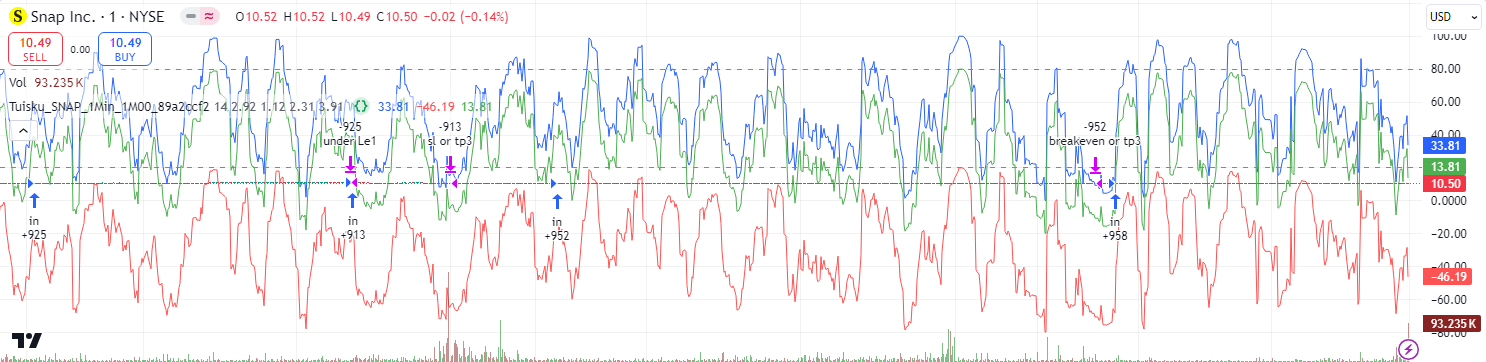 S Snap Inc. · 1 · NYSE O10.52 H10.52 L10.49 C10.50 −0.02 (−0.14%)
USD
10.49
SELL
0.00
10.49
BUY
Vol 93.235K
Tuisku_SNAP_1Min_1M00_89a2ccf2 14 2.92 1.12 2.31 3.91 {} 33.81 −46.19 13.81
-925
under Le1
-913
sl or tp3
-952
breakeven or tp3
in
+925
in
+913
in
+952
in
+958
100.00
80.00
60.00
40.00
33.81
13.81
10.50
0.0000
−20.00
−40.00
−46.19
−60.00
93.235K
−80.00